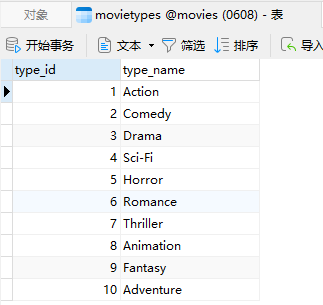 对象 movietypes @movies (0608) - 表
开始事务 文本 筛选 排序 导入
type_id type_name
1 Action
2 Comedy
3 Drama
4 Sci-Fi
5 Horror
6 Romance
7 Thriller
8 Animation
9 Fantasy
10 Adventure